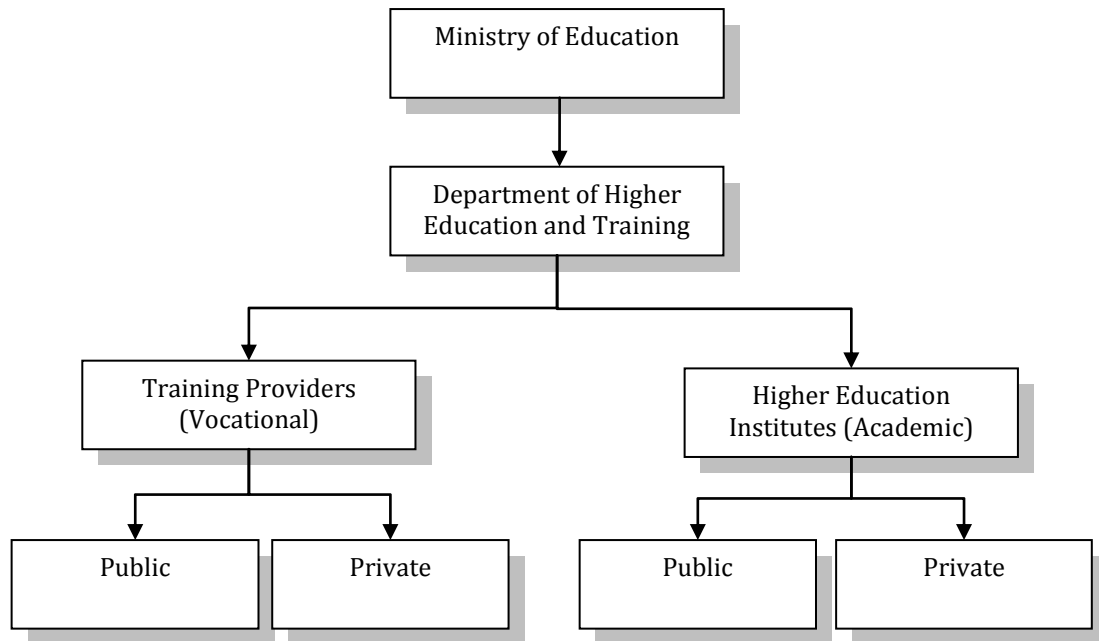 Ministry of Education
Department of Higher
Education and Training
Training Providers
(Vocational)
Higher Education
Institutes (Academic)
Public
Private
Public
Private